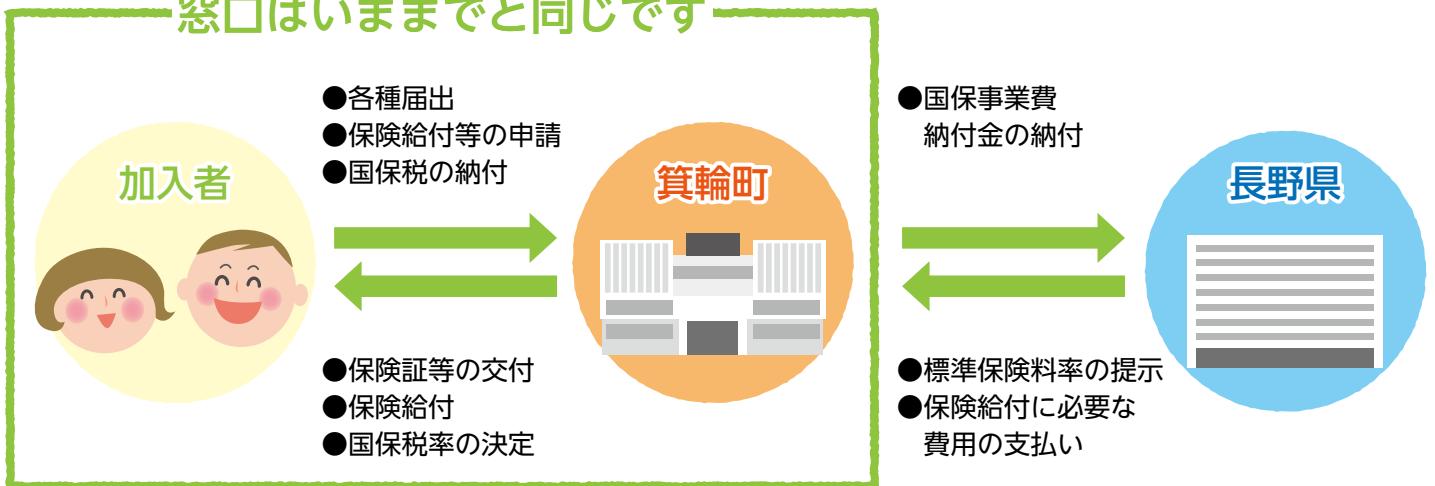 窓口はいままでと同じです
加入者
●各種届出
●保険給付等の申請
●国保税の納付
●保険証等の交付
●保険給付
●国保税率の決定
箕輪町
●国保事業費
納付金の納付
●標準保険料率の提示
●保険給付に必要な
費用の支払い
長野県